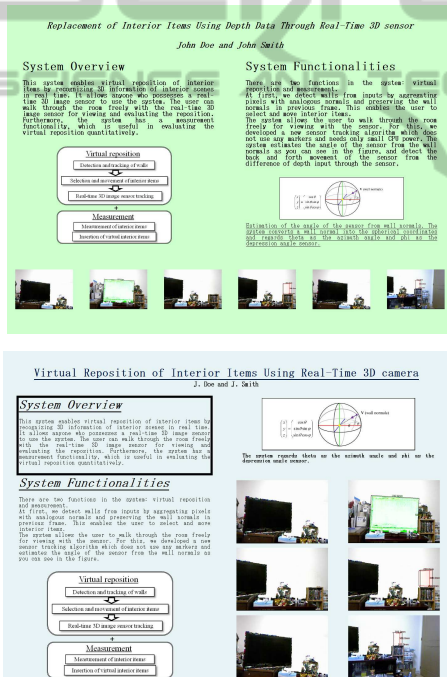 Replacement of Interior Items Using Depth Data Through Real-Time 3D sensor
John Doe and John Smith
System Overview
This system enables virtual reposition of interior
items by recognizing 3D information of interior scenes
in real time. It allows anyone who possesses a real-
time 3D image sensor to use the system. The user can
walk through the room freely with the real-time 3D
image sensor for viewing and evaluating the reposition.
Furthermore, the system has a measurement
functionality, which is useful in evaluating the
virtual reposition quantitatively.
Virtual reposition
Detection and tracking of walls
Selection and movement of interior items
Real-time 3D image sensor tracking
+
Measurement
Measurement of interior items
Insertion of virtual interior items
System Functionalities
There are two functions in the system: virtual
reposition and measurement.
At first, we detect walls from inputs by aggregating
pixels with analogous normals and preserving the wall
normals in previous frame. This enables the user to
select and move interior items.
The system allows the user to walk through the room
freely for viewing with the sensor. For this, we
developed a new sensor tracking algorithm which does
not use any markers and needs only small CPU power. The
system estimates the angle of the sensor from the wall
normals as you can see in the figure, and detect the
back and forth movement of the sensor from the
difference of depth input through the sensor.
V (wall normals)
Estimation of the angle of the sensor from wall normals. The
system converts a wall normal into the spherical coordinates
and regards theta as the azimuth angle and phi as the
depression angle sensor.
Virtual Reposition of Interior Items Using Real-Time 3D camera
J. Doe and J. Smith
System Overview
This system enables virtual reposition of interior items by
recognizing 3D information of interior scenes in real time.
It allows anyone who possesses a real-time 3D image sensor
to use the system. The user can walk through the room freely
with the real-time 3D image sensor for viewing and
evaluating the reposition. Furthermore, the system has a
measurement functionality, which is useful in evaluating the
virtual reposition quantitatively.
System Functionalities
There are two functions in the system: virtual reposition
and measurement.
At first, we detect walls from inputs by aggregating pixels
with analogous normals and preserving the wall normals in
previous frame. This enables the user to select and move
interior items.
The system allows the user to walk through the room freely
for viewing with the sensor. For this, we developed a new
sensor tracking algorithm which does not use any markers and
estimates the angle of the sensor from the wall normals as
you can see in the figure.
Virtual reposition
Detection and tracking of walls
Selection and movement of interior items
Real-time 3D image sensor tracking
+
Measurement
Measurement of interior items
Insertion of virtual interior items
V (wall normals)
The system regards theta as the azimuth angle and phi as the
depression angle sensor.